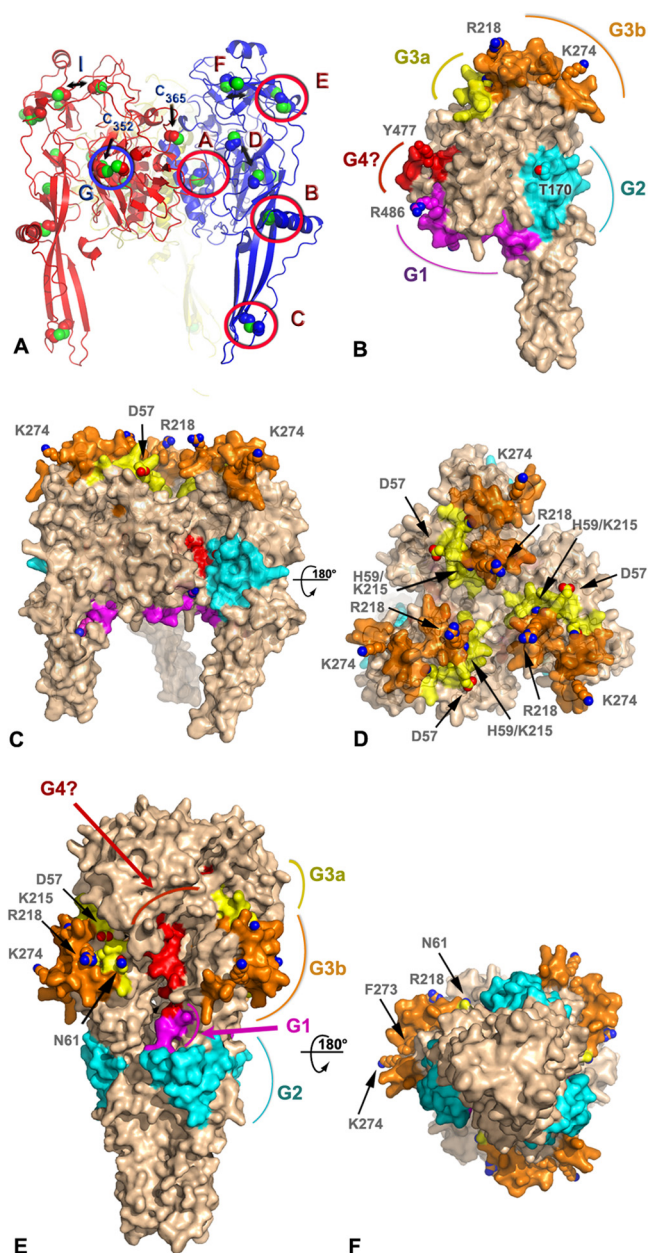 I
F
E
C352
C365
A
D
G
B
C
A
R218
G3b
K274
G3a
Y477
G4?
T170
G2
R486
G1
B
D57
K274
R218
K274
180°
C
K274
D57
R218
H59/K215
D57
H59/
K215
R218
K274
K274
R218
H59/K215
D57
D
G4?
D57
K215
R218
K274
N61
G3a
G3b
G1
G2
180°
E
N61
R218
F273
K274
F